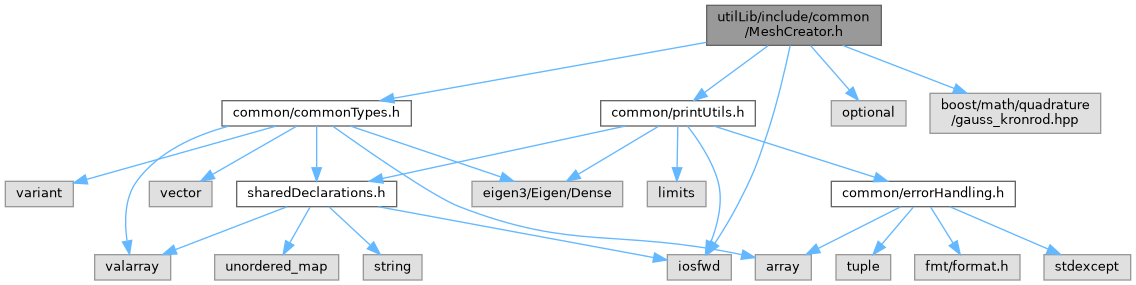 utilLib/include/common
/MeshCreator.h
common/commonTypes.h
common/printUtils.h
optional
boost/math/quadrature
/gauss_kronrod.hpp
variant
vector
sharedDeclarations.h
eigen3/Eigen/Dense
limits
common/errorHandling.h
valarray
unordered_map
string
iosfwd
array
tuple
fmt/format.h
stdexcept